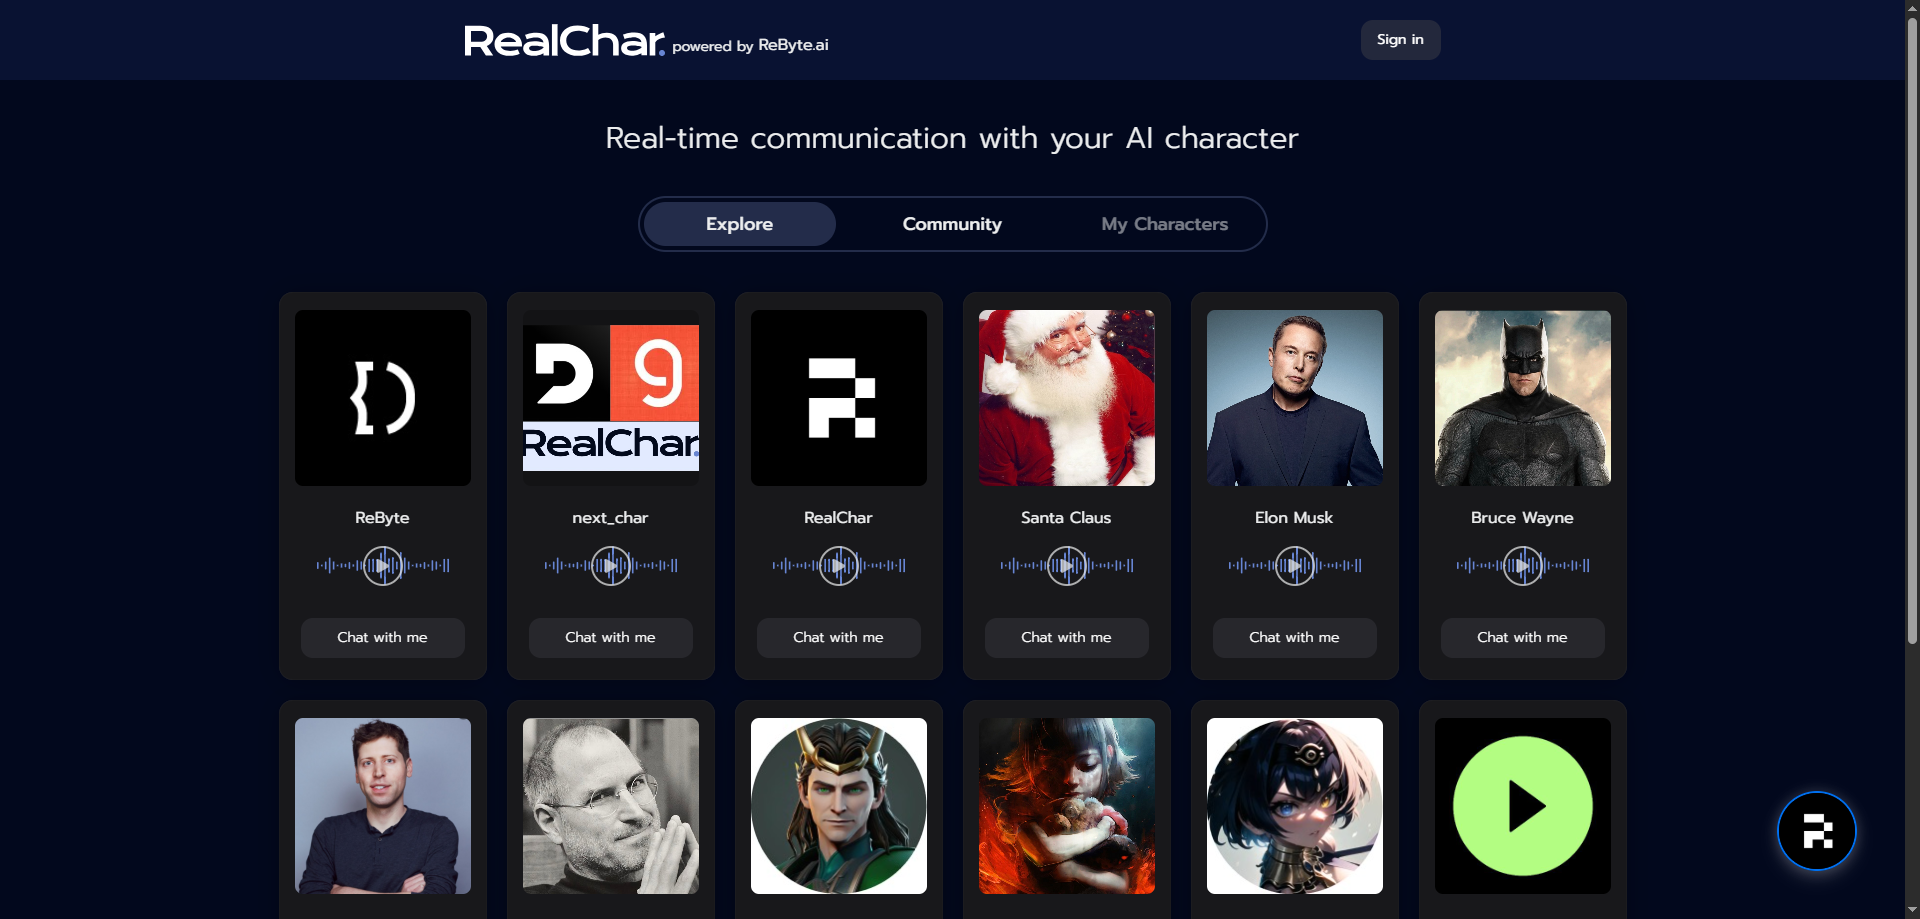 RealChar. powered by ReByte.ai
Sign in
Real-time communication with your AI character
Explore
Community
My Characters
D9
RealChar.
R
ReByte
next_char
RealChar
Santa Claus
Elon Musk
Bruce Wayne
Chat with me
Chat with me
Chat with me
Chat with me
Chat with me
Chat with me
R